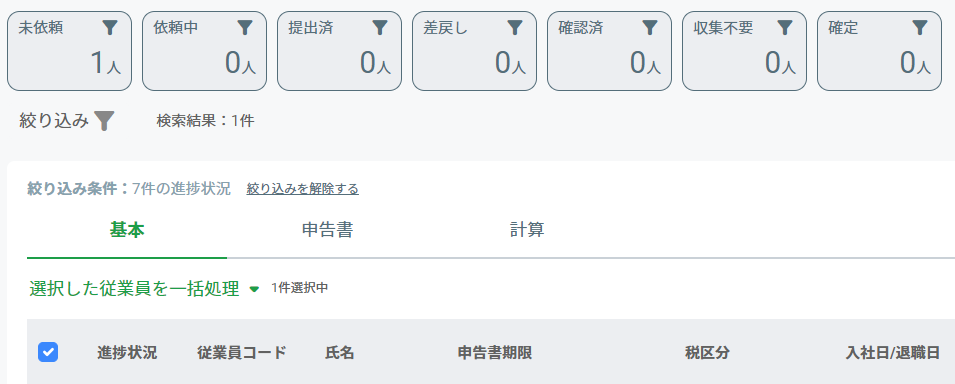 未依頼 依頼中 提出済 差戻し 確認済 収集不要 確定
1人 0人 0人 0人 0人 0人 0人
絞り込み 検索結果：1件
絞り込み条件：7件の進捗状況 絞り込みを解除する
基本 申告書 計算
選択した従業員を一括処理 1件選択中
進捗状況 従業員コード 氏名 申告書期限 税区分 入社日/退職日